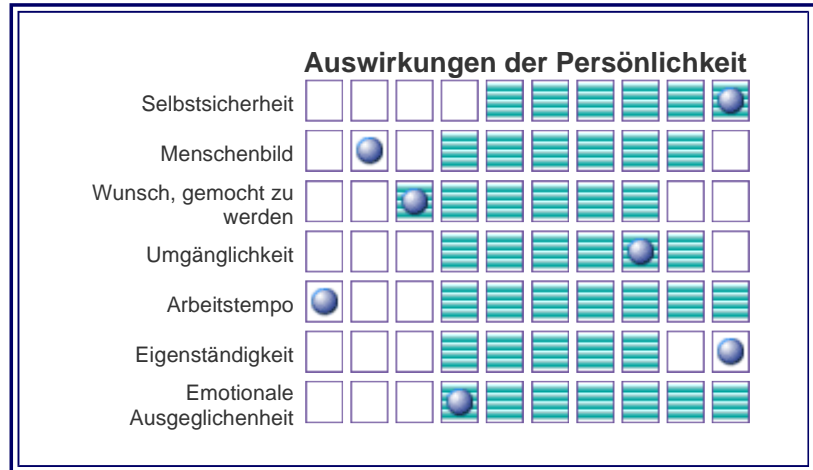 Auswirkungen der Persönlichkeit
Selbstsicherheit
Menschenbild
Wunsch, gemocht zu
werden
Umgänglichkeit
Arbeitstempo
Eigenständigkeit
Emotionale
Ausgeglichenheit